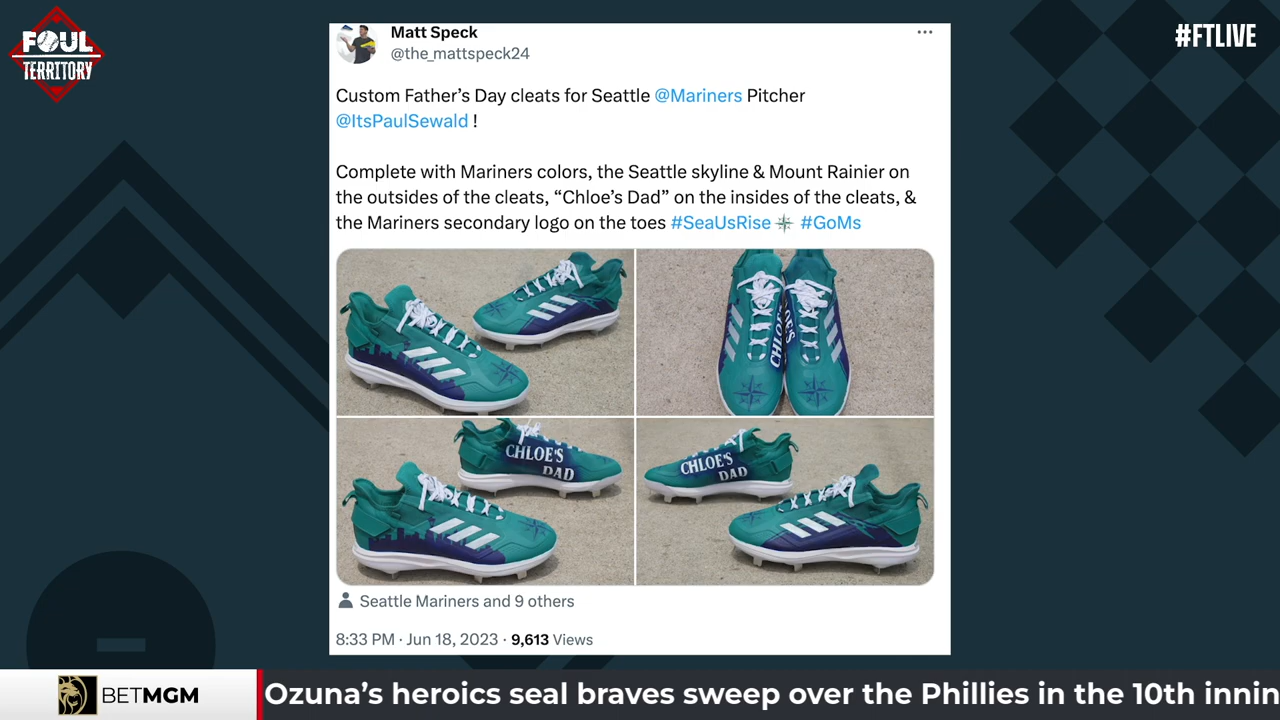 FOUL
TERRITORY
#FTLIVE
Matt Speck
@the_mattspeck24
Custom Father’s Day cleats for Seattle @Mariners Pitcher
@ItsPaulSewald !
Complete with Mariners colors, the Seattle skyline & Mount Rainier on
the outsides of the cleats, “Chloe’s Dad” on the insides of the cleats, &
the Mariners secondary logo on the toes #SeaUsRise #GoMs
CHLOE'S
CHLOE'S
DAD
CHLOE'S
DAD
Seattle Mariners and 9 others
8:33 PM · Jun 18, 2023 · 9,613 Views
BETMGM
Ozuna’s heroics seal braves sweep over the Phillies in the 10th innin